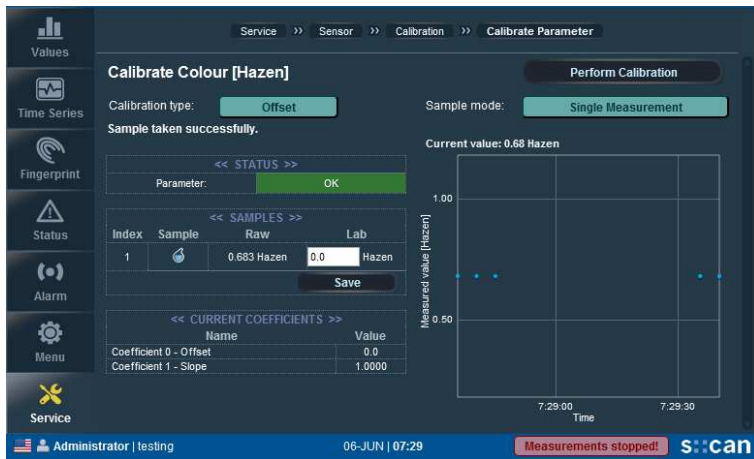 Service » Sensor » Calibration » Calibrate Parameter
Values
Time Series
Fingerprint
Status
Alarm
Menu
Service
Calibrate Colour [Hazen]
Perform Calibration
Calibration type: Offset
Sample mode: Single Measurement
Sample taken successfully.
Current value: 0.68 Hazen
<< STATUS >>
Parameter: OK
<< SAMPLES >>
Index Sample Raw Lab
1 0.683 Hazen 0.0 Hazen
Save
<< CURRENT COEFFICIENTS >>
Name Value
Coefficient 0 - Offset 0.0
Coefficient 1 - Slope 1.0000
Measured value [Hazen]
1.00
0.50
7:29:00 7:29:30
Time
Administrator | testing 06-JUN | 07:29 Measurements stopped! s::can